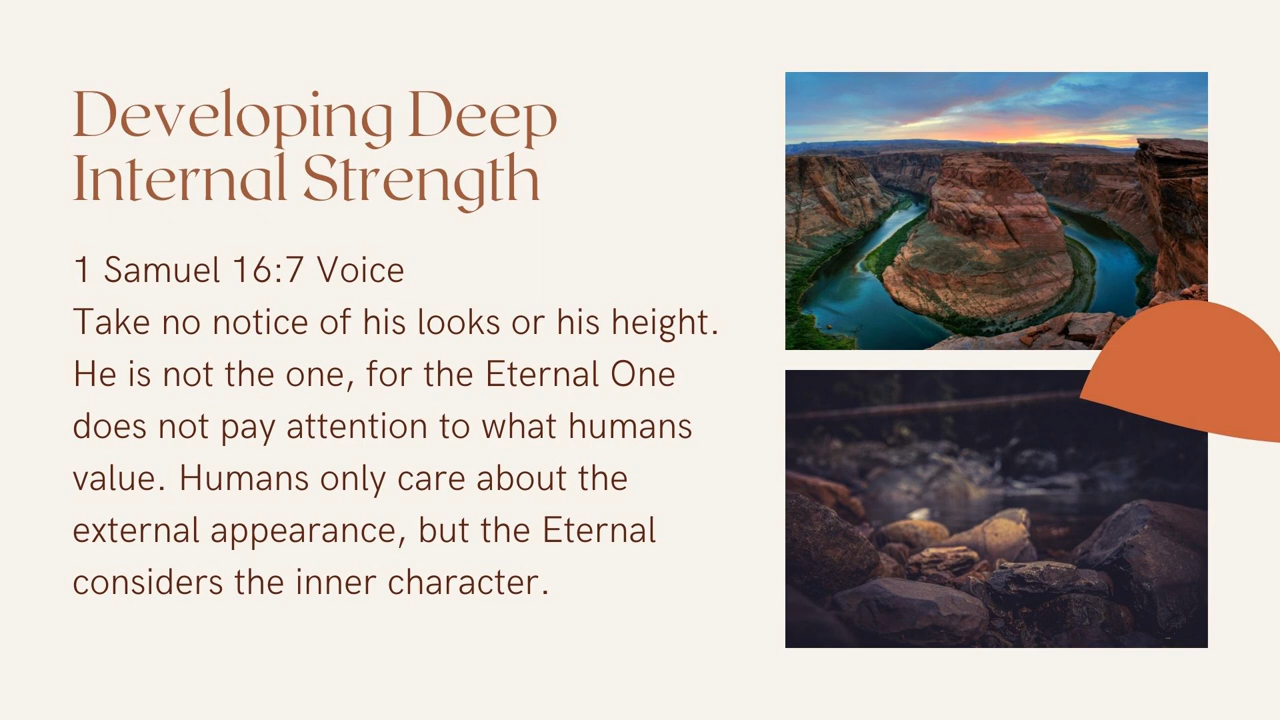 Developing Deep
Internal Strength
1 Samuel 16:7 Voice
Take no notice of his looks or his height.
He is not the one, for the Eternal One
does not pay attention to what humans
value. Humans only care about the
external appearance, but the Eternal
considers the inner character.